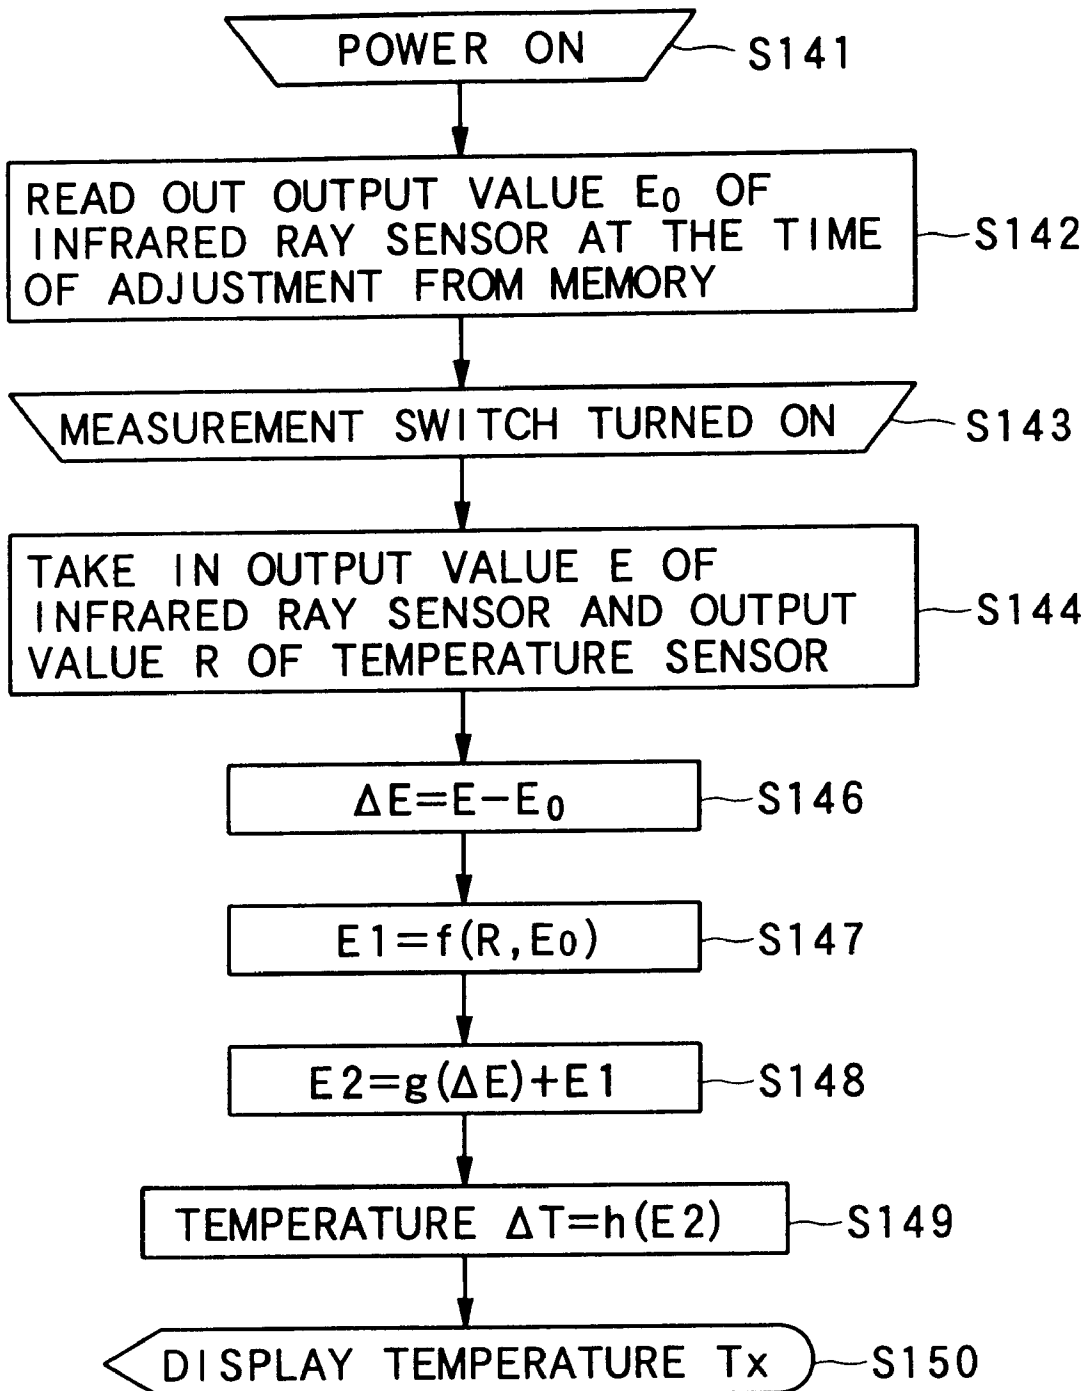 POWER ON
S141
READ OUT OUTPUT VALUE E0 OF
INFRARED RAY SENSOR AT THE TIME
OF ADJUSTMENT FROM MEMORY
S142
MEASUREMENT SWITCH TURNED ON
S143
TAKE IN OUTPUT VALUE E OF
INFRARED RAY SENSOR AND OUTPUT
VALUE R OF TEMPERATURE SENSOR
S144
ΔE=E−E0
S146
E1=f(R,E0)
S147
E2=g(ΔE)+E1
S148
TEMPERATURE ΔT=h(E2)
S149
DISPLAY TEMPERATURE Tx
S150